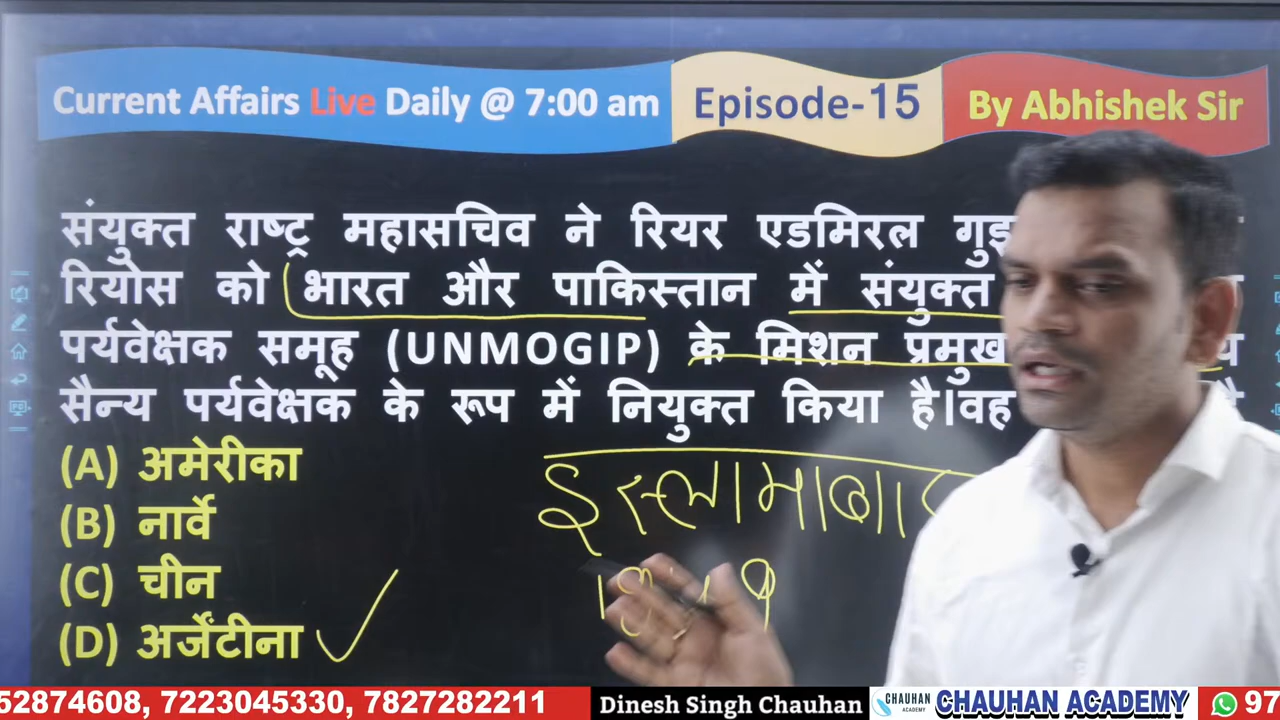 Current Affairs Live Daily @ 7:00 am Episode-15 By Abhishek Sir
संयुक्त राष्ट्र महासचिव ने रियर एडमिरल
रियोस को भारत और पाकिस्तान में संयुक्त
पर्यवेक्षक समूह (UNMOGIP) के मिशन प्रमुख
सैन्य पर्यवेक्षक के रूप में नियुक्त किया है।वह
(A) अमेरीका
(B) नार्वे
(C) चीन
(D) अर्जेंटीना
52874608, 7223045330, 7827282211 Dinesh Singh Chauhan CHAUHAN ACADEMY CHAUHAN ACADEMY 97